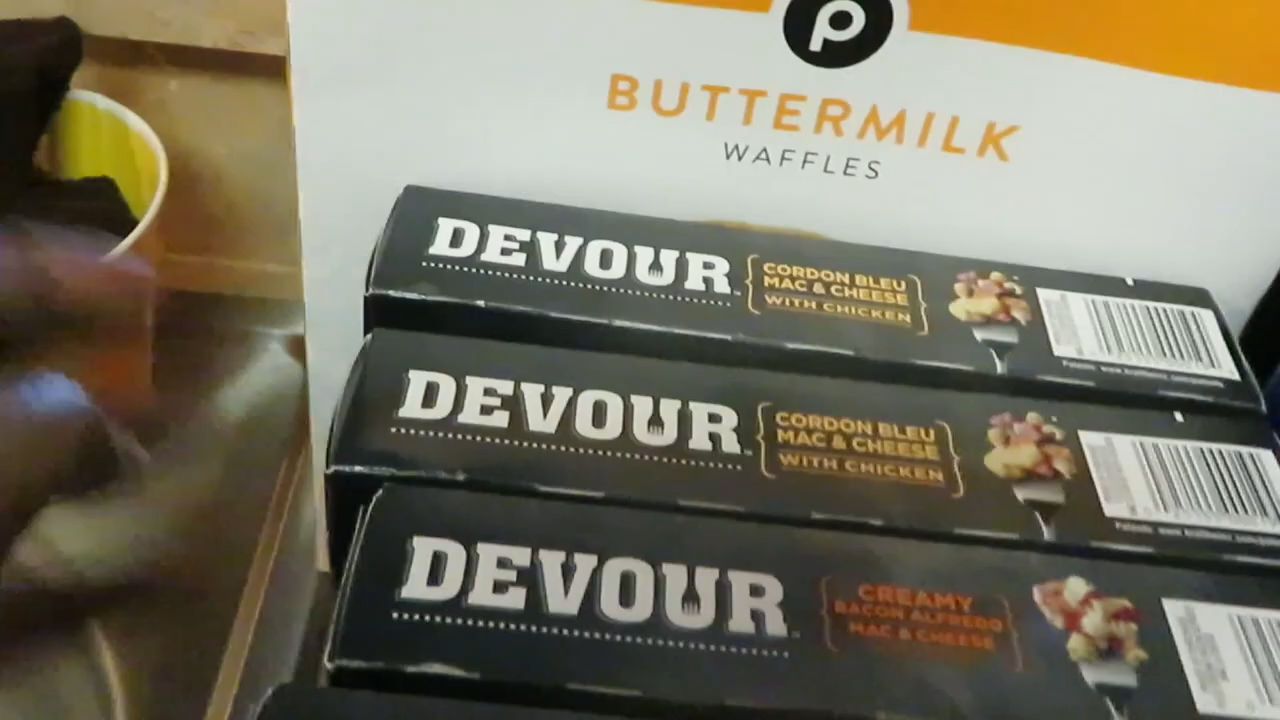 P
BUTTERMILK
WAFFLES
DEVOUR
CORDON BLEU
MAC & CHEESE
WITH CHICKEN
DEVOUR
CORDON BLEU
MAC & CHEESE
WITH CHICKEN
DEVOUR
CREAMY
BACON ALFREDO
MAC & CHEESE